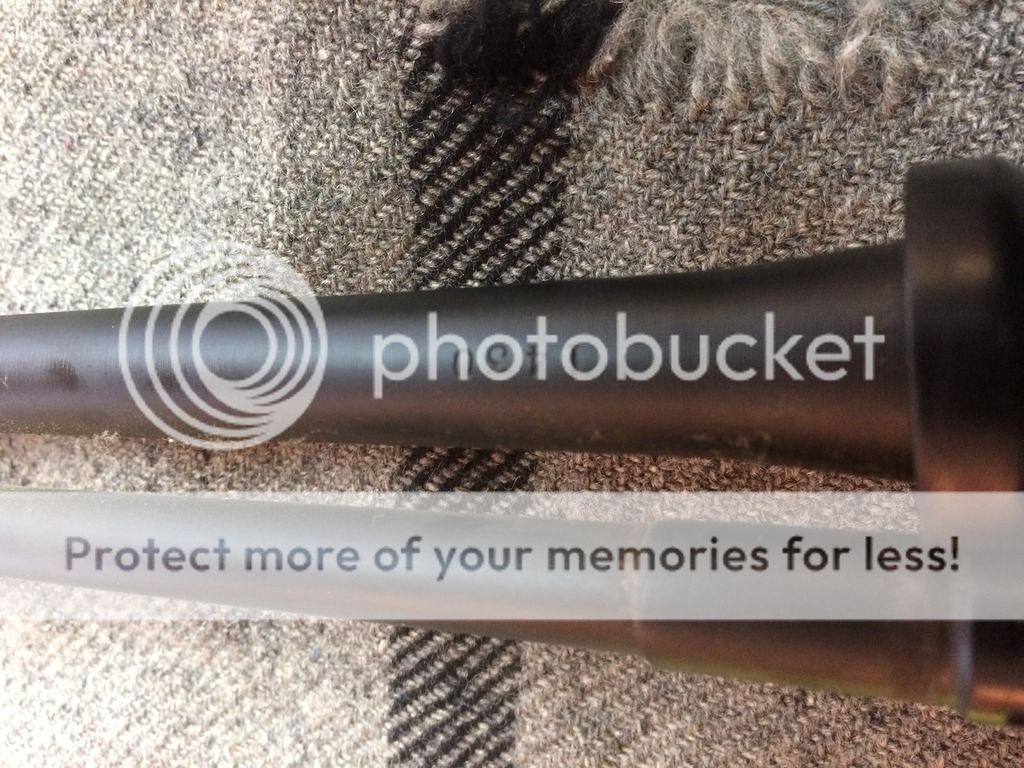 photobucket
Protect more of your memories for less!